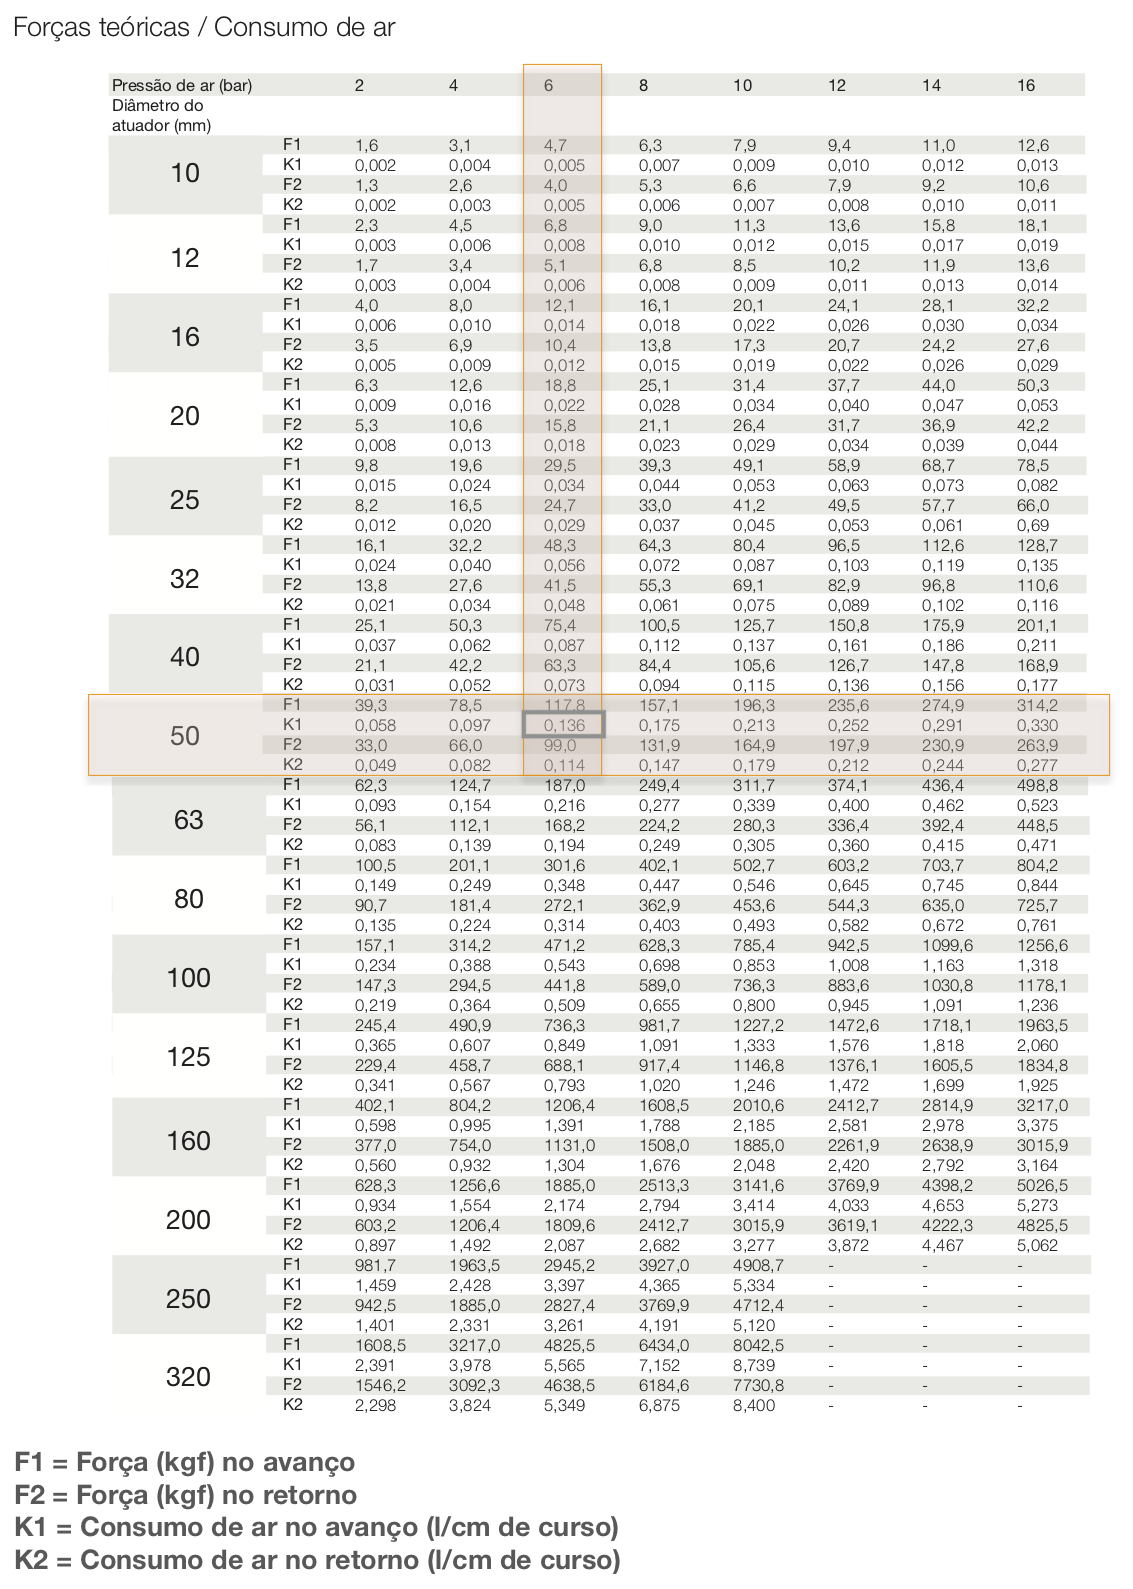 Forças teóricas / Consumo de ar
Pressão de ar (bar) 2 4 6 8 10 12 14 16
Diâmetro do
atuador (mm)
10
F1 1,6 3,1 4,7 6,3 7,9 9,4 11,0 12,6
K1 0,002 0,004 0,005 0,007 0,009 0,010 0,012 0,013
F2 1,3 2,6 4,0 5,3 6,6 7,9 9,2 10,6
K2 0,002 0,003 0,005 0,006 0,007 0,008 0,010 0,011
12
F1 2,3 4,5 6,8 9,0 11,3 13,6 15,8 18,1
K1 0,003 0,006 0,008 0,010 0,012 0,015 0,017 0,019
F2 1,7 3,4 5,1 6,8 8,5 10,2 11,9 13,6
K2 0,003 0,004 0,006 0,008 0,009 0,011 0,013 0,014
16
F1 4,0 8,0 12,1 16,1 20,1 24,1 28,1 32,2
K1 0,006 0,010 0,014 0,018 0,022 0,026 0,030 0,034
F2 3,5 6,9 10,4 13,8 17,3 20,7 24,2 27,6
K2 0,005 0,009 0,012 0,015 0,019 0,022 0,026 0,029
20
F1 6,3 12,6 18,8 25,1 31,4 37,7 44,0 50,3
K1 0,009 0,016 0,022 0,028 0,034 0,040 0,047 0,053
F2 5,3 10,6 15,8 21,1 26,4 31,7 36,9 42,2
K2 0,008 0,013 0,018 0,023 0,029 0,034 0,039 0,044
25
F1 9,8 19,6 29,5 39,3 49,1 58,9 68,7 78,5
K1 0,015 0,024 0,034 0,044 0,053 0,063 0,073 0,082
F2 8,2 16,5 24,7 33,0 41,2 49,5 57,7 66,0
K2 0,012 0,020 0,029 0,037 0,045 0,053 0,061 0,69
32
F1 16,1 32,2 48,3 64,3 80,4 96,5 112,6 128,7
K1 0,024 0,040 0,056 0,072 0,087 0,103 0,119 0,135
F2 13,8 27,6 41,5 55,3 69,1 82,9 96,8 110,6
K2 0,021 0,034 0,048 0,061 0,075 0,089 0,102 0,116
40
F1 25,1 50,3 75,4 100,5 125,7 150,8 175,9 201,1
K1 0,037 0,062 0,087 0,112 0,137 0,161 0,186 0,211
F2 21,1 42,2 63,3 84,4 105,6 126,7 147,8 168,9
K2 0,031 0,052 0,073 0,094 0,115 0,136 0,156 0,177
50
F1 39,3 78,5 117,8 157,1 196,3 235,6 274,9 314,2
K1 0,058 0,097 0,136 0,175 0,213 0,252 0,291 0,330
F2 33,0 66,0 99,0 131,9 164,9 197,9 230,9 263,9
K2 0,049 0,082 0,114 0,147 0,179 0,212 0,244 0,277
63
F1 62,3 124,7 187,0 249,4 311,7 374,1 436,4 498,8
K1 0,093 0,154 0,216 0,277 0,339 0,400 0,462 0,523
F2 56,1 112,1 168,2 224,2 280,3 336,4 392,4 448,5
K2 0,083 0,139 0,194 0,249 0,305 0,360 0,415 0,471
80
F1 100,5 201,1 301,6 402,1 502,7 603,2 703,7 804,2
K1 0,149 0,249 0,348 0,447 0,546 0,645 0,745 0,844
F2 90,7 181,4 272,1 362,9 453,6 544,3 635,0 725,7
K2 0,135 0,224 0,314 0,403 0,493 0,582 0,672 0,761
100
F1 157,1 314,2 471,2 628,3 785,4 942,5 1099,6 1256,6
K1 0,234 0,388 0,543 0,698 0,853 1,008 1,163 1,318
F2 147,3 294,5 441,8 589,0 736,3 883,6 1030,8 1178,1
K2 0,219 0,364 0,509 0,655 0,800 0,945 1,091 1,236
125
F1 245,4 490,9 736,3 981,7 1227,2 1472,6 1718,1 1963,5
K1 0,365 0,607 0,849 1,091 1,333 1,576 1,818 2,060
F2 229,4 458,7 688,1 917,4 1146,8 1376,1 1605,5 1834,8
K2 0,341 0,567 0,793 1,020 1,246 1,472 1,699 1,925
160
F1 402,1 804,2 1206,4 1608,5 2010,6 2412,7 2814,9 3217,0
K1 0,598 0,995 1,391 1,788 2,185 2,581 2,978 3,375
F2 377,0 754,0 1131,0 1508,0 1885,0 2261,9 2638,9 3015,9
K2 0,560 0,932 1,304 1,676 2,048 2,420 2,792 3,164
200
F1 628,3 1256,6 1885,0 2513,3 3141,6 3769,9 4398,2 5026,5
K1 0,934 1,554 2,174 2,794 3,414 4,033 4,653 5,273
F2 603,2 1206,4 1809,6 2412,7 3015,9 3619,1 4222,3 4825,5
K2 0,897 1,492 2,087 2,682 3,277 3,872 4,467 5,062
250
F1 981,7 1963,5 2945,2 3927,0 4908,7 - - -
K1 1,459 2,428 3,397 4,365 5,334 - - -
F2 942,5 1885,0 2827,4 3769,9 4712,4 - - -
K2 1,401 2,331 3,261 4,191 5,120 - - -
320
F1 1608,5 3217,0 4825,5 6434,0 8042,5 - - -
K1 2,391 3,978 5,565 7,152 8,739 - - -
F2 1546,2 3092,3 4638,5 6184,6 7730,8 - - -
K2 2,298 3,824 5,349 6,875 8,400 - - -
F1 = Força (kgf) no avanço
F2 = Força (kgf) no retorno
K1 = Consumo de ar no avanço (l/cm de curso)
K2 = Consumo de ar no retorno (l/cm de curso)